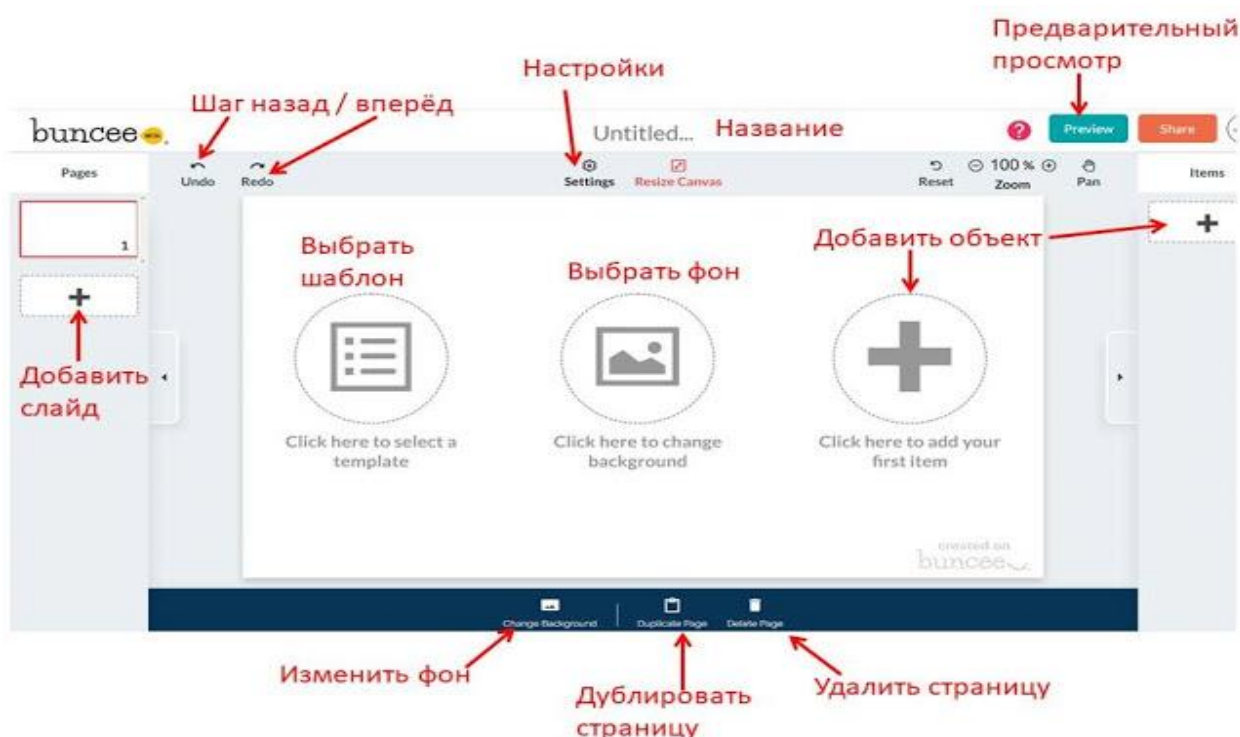 Предварительный
просмотр
Настройки
Шаг назад / вперёд
buncee
Untitled...
Название
?
Preview
Share
Pages
Undo
Redo
Settings
Resize Canvas
Reset
100 %
Zoom
Pan
Items
1
Выбрать
шаблон
Выбрать фон
Добавить объект
Добавить
слайд
Click here to select a
template
Click here to change
background
Click here to add your
first item
created on
buncee
Change Background
Duplicate Page
Delete Page
Изменить фон
Дублировать
страницу
Удалить страницу